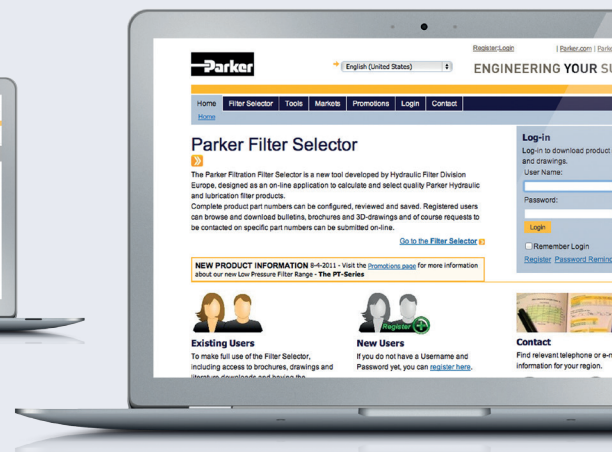 Register:Login | Parker.com |
Parker
English (United States)
ENGINEERING YOUR
Home Filter Selector Tools Markets Promotions Login Contact
Home
Parker Filter Selector
The Parker Filtration Filter Selector is a new tool developed by Hydraulic Filter Division
Europe, designed as an on-line application to calculate and select quality Parker Hydraulic
and lubrication filter products.
Complete product part numbers can be configured, reviewed and saved. Registered users
can browse and download bulletins, brochures and 3D-drawings and of course requests to
be contacted on specific part numbers can be submitted on-line.
Go to the Filter Selector
NEW PRODUCT INFORMATION 8-4-2011 - Visit the Promotions page for more information
about our new Low Pressure Filter Range - The PT-Series
Log-in
Log-in to download product
and drawings.
User Name:
Password:
Login
Remember Login
Register Password
Register
Existing Users
To make full use of the Filter Selector,
including access to brochures, drawings and
literature downloads and having the
New Users
If you do not have a Username and
Password yet, you can register here.
Contact
Find relevant telephone or
information for your region.